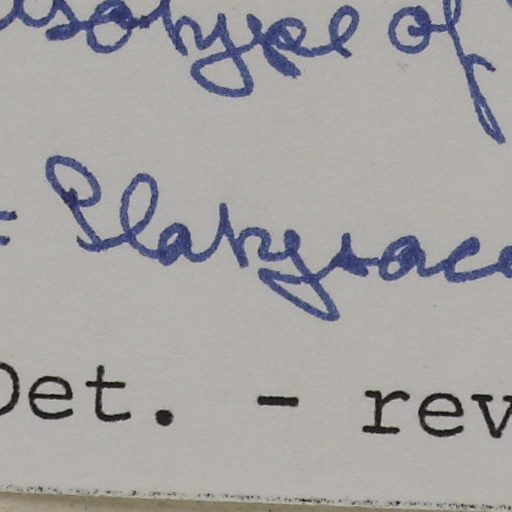 isotype of
= Platysace
Det. - rev